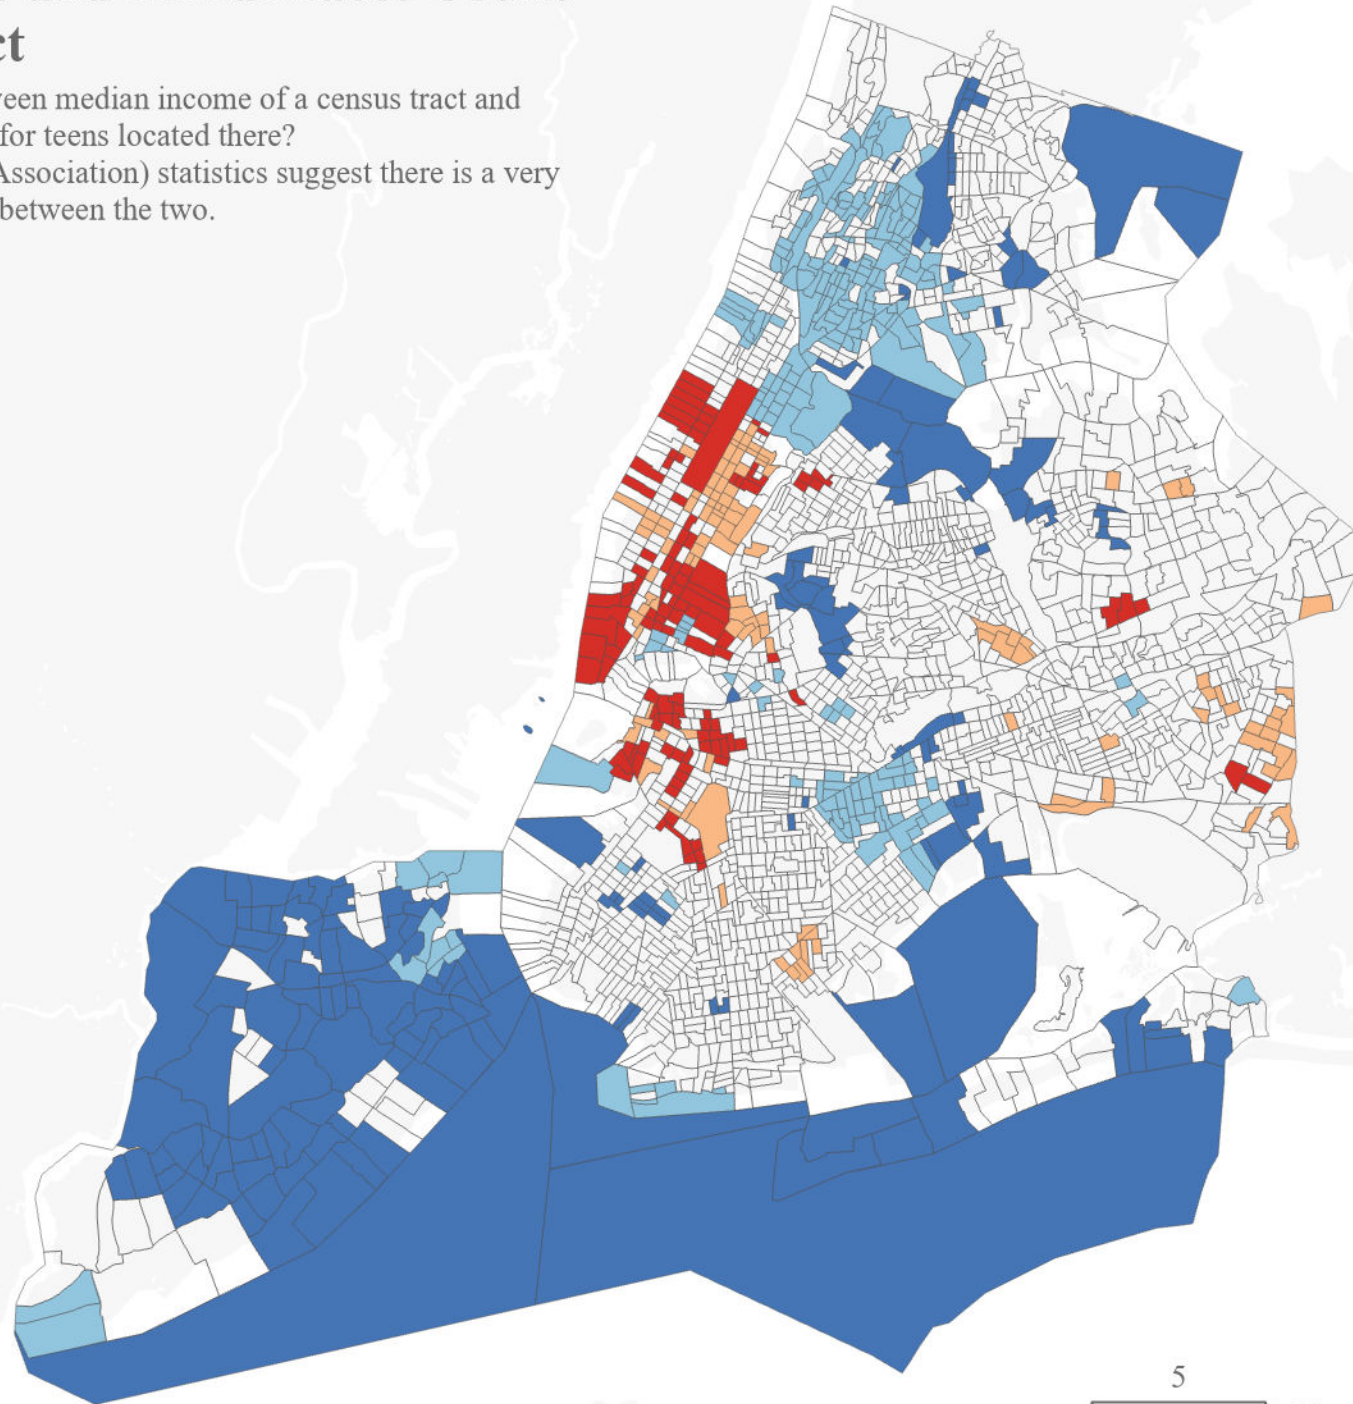 ct
een median income of a census tract and
for teens located there?
Association) statistics suggest there is a very
between the two.
5